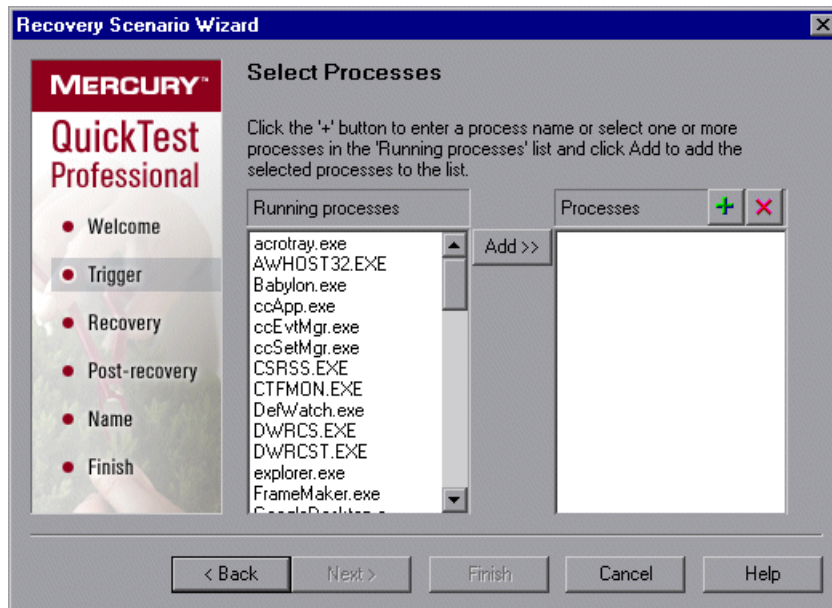 Recovery Scenario Wizard
MERCURY™
QuickTest
Professional
Welcome
Trigger
Recovery
Post-recovery
Name
Finish
Select Processes
Click the '+' button to enter a process name or select one or more
processes in the 'Running processes' list and click Add to add the
selected processes to the list.
Running processes
acrotray.exe
AWHOST32.EXE
Babylon.exe
ccApp.exe
ccEvtMgr.exe
ccSetMgr.exe
CSRSS.EXE
CTFMON.EXE
DefWatch.exe
DWRCS.EXE
DWRCST.EXE
explorer.exe
FrameMaker.exe
Add >>
Processes
< Back
Next >
Finish
Cancel
Help